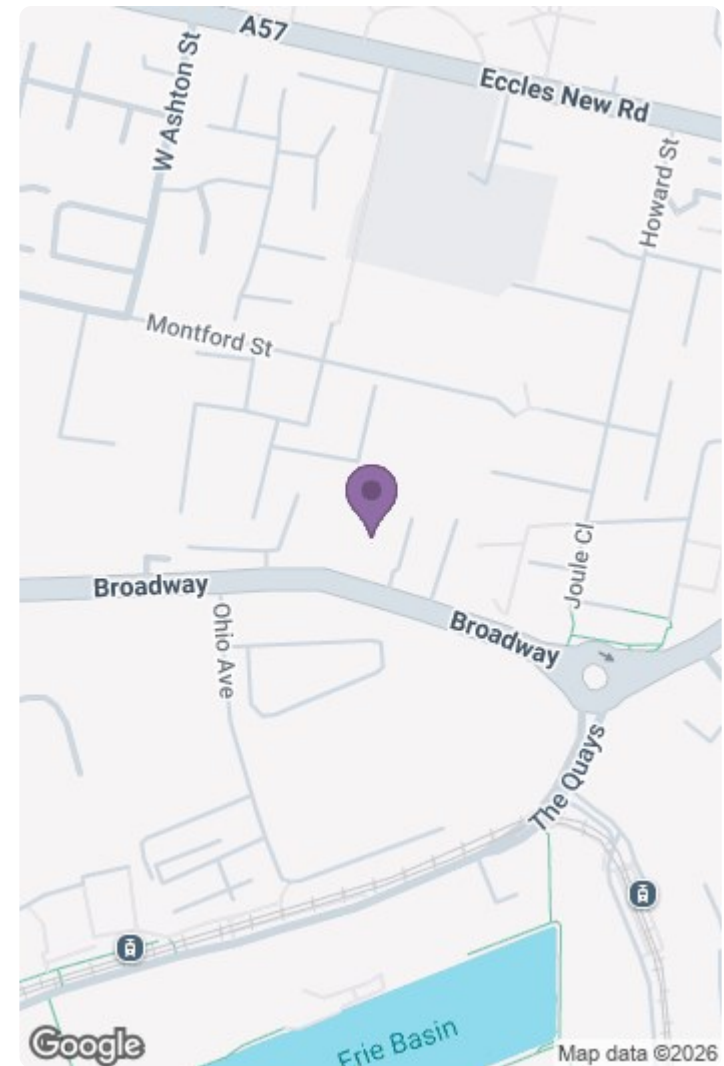 A57
Eccles New Rd
W Ashton St
Howard St
Montford St
Joule Cl
Broadway
Ohio Ave
Broadway
The Quays
Erie Basin
Google
Map data ©2026